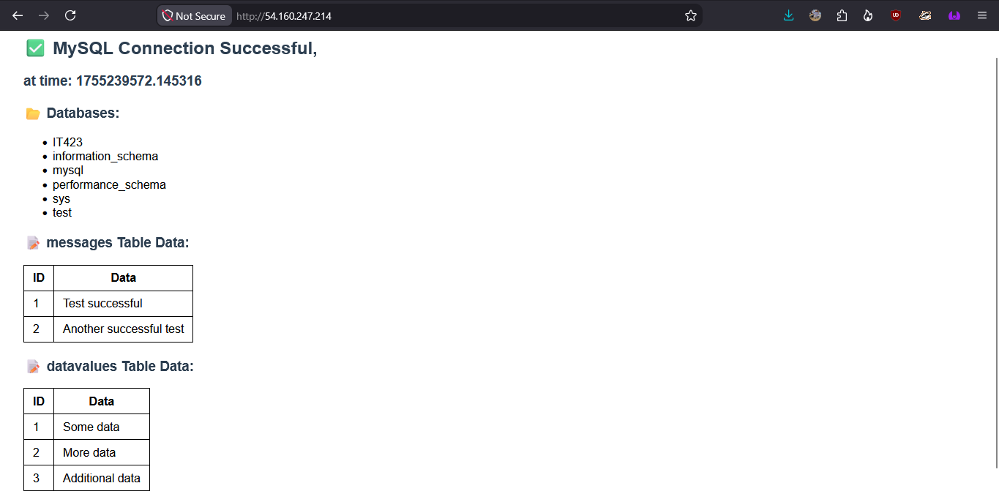 Not Secure http://54.160.247.214
MySQL Connection Successful,
at time: 1755239572.145316
Databases:
IT423
information_schema
mysql
performance_schema
sys
test
messages Table Data:
ID Data
1 Test successful
2 Another successful test
datavalues Table Data:
ID Data
1 Some data
2 More data
3 Additional data